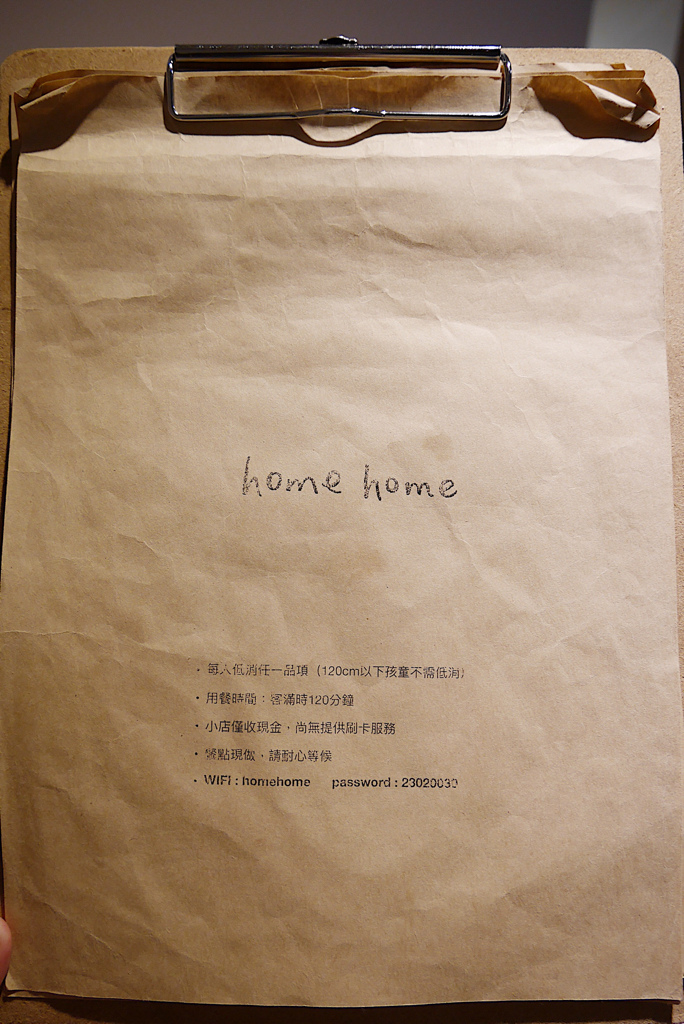 home home
・每人低消任一品項（120cm以下孩童不需低消）
・用餐時間：客滿時120分鐘
・小店僅收現金，尚無提供刷卡服務
・餐點現做，請耐心等候
・WIFI : homehome password : 23020030